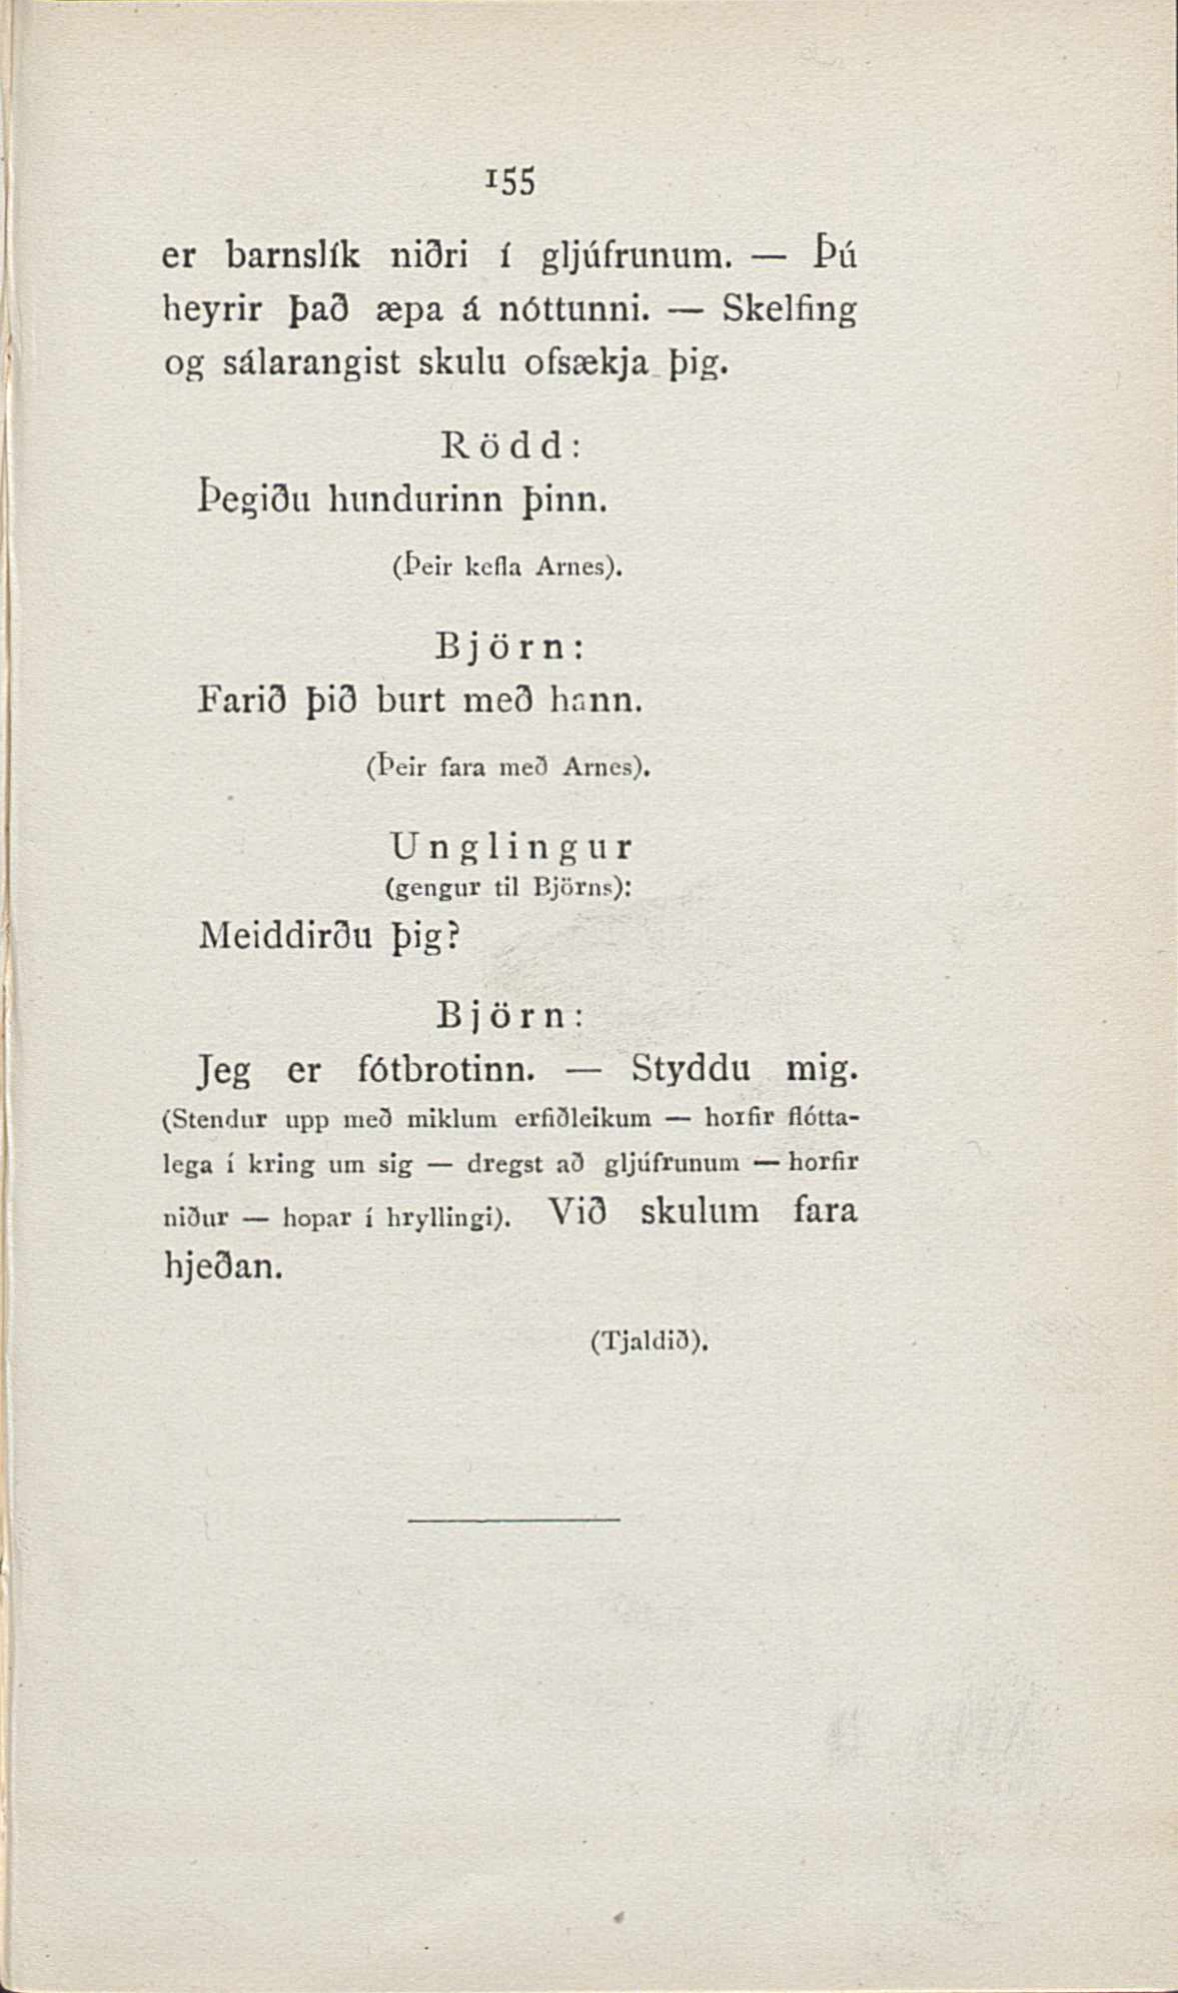 155
er barnslík niðri í gljúfrunum. — Þú
heyrir það æpa á nóttunni. — Skelfing
og sálarangist skulu ofsækja þig.
Rödd:
Þegiðu hundurinn þinn.
(Þeir kefla Arnes).
Björn:
Farið þið burt með hann.
(Þeir fara með Arnes).
Unglingur
(gengur til Björns):
Meiddirðu þig?
Björn:
Jeg er fótbrotinn. — Styddu mig.
(Stendur upp með miklum erfiðleikum — horfir flótta-
lega í kring um sig — dregst að gljúfrunum — horfir
niður — hopar í hryllingi). Við skulum fara
hjeðan.
(Tjaldið).